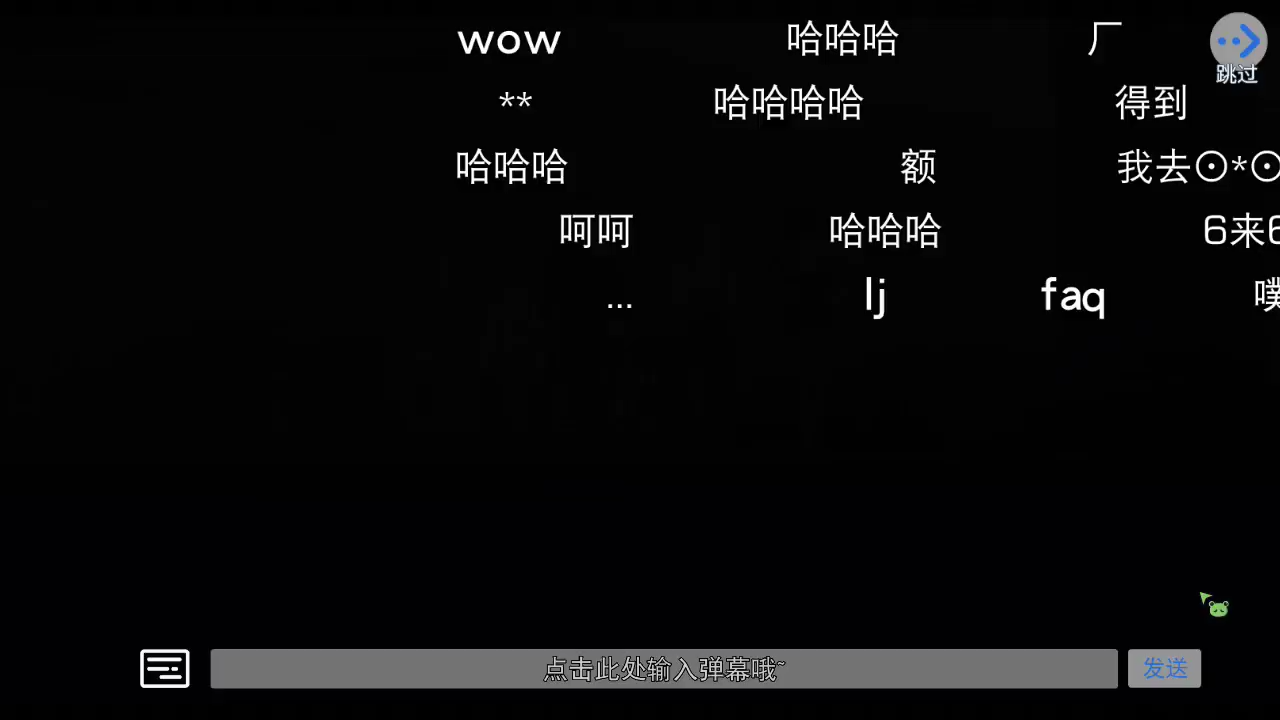 wow 哈哈哈 厂
跳过
** 哈哈哈哈 得到
哈哈哈 额 我去⊙*⊙
呵呵 哈哈哈 6来6
... lj faq 噗
点击此处输入弹幕哦~ 发送